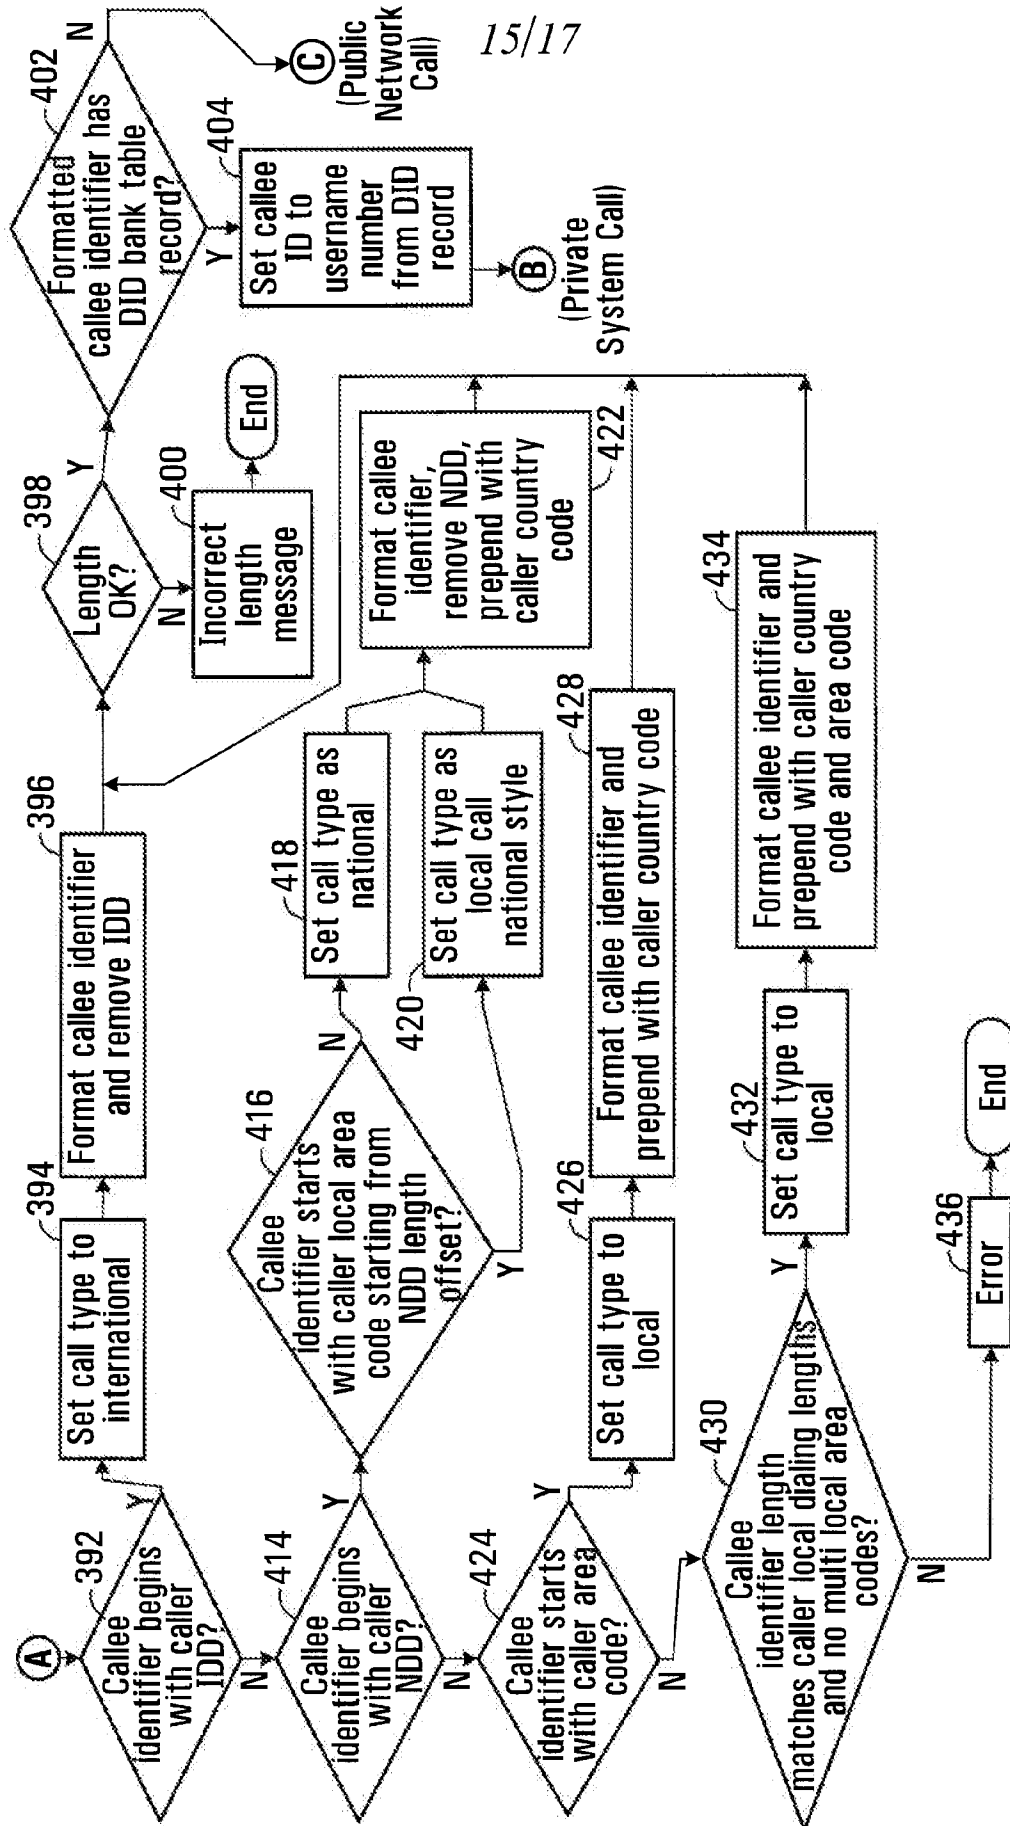 15/17
A
392
Callee
identifier begins
with caller
IDD?
Y
N
394
Set call type to
international
396
Format callee identifier
and remove IDD
398
Length
OK?
Y
N
400
Incorrect
length
message
End
402
Formatted
callee identifier has
DID bank table
record?
N
Y
C
(Public
Network
Call)
404
Set callee
ID to
username
number
from DID
record
B
(Private
System Call)
414
Callee
identifier begins
with caller
NDD?
Y
N
416
Callee
identifier starts
with caller local area
code starting from
NDD length
offset?
N
Y
418
Set call type as
national
420
Set call type as
local call
national style
Format callee
identifier,
remove NDD,
prepend with
caller country
code
422
424
Callee
identifier starts
with caller area
code?
Y
N
426
Set call type to
local
428
Format callee identifier and
prepend with caller country code
430
Callee
identifier length
matches caller local dialing lengths
and no multi local area
codes?
Y
N
432
Set call type to
local
434
Format callee identifier and
prepend with caller country
code and area code
436
Error
End